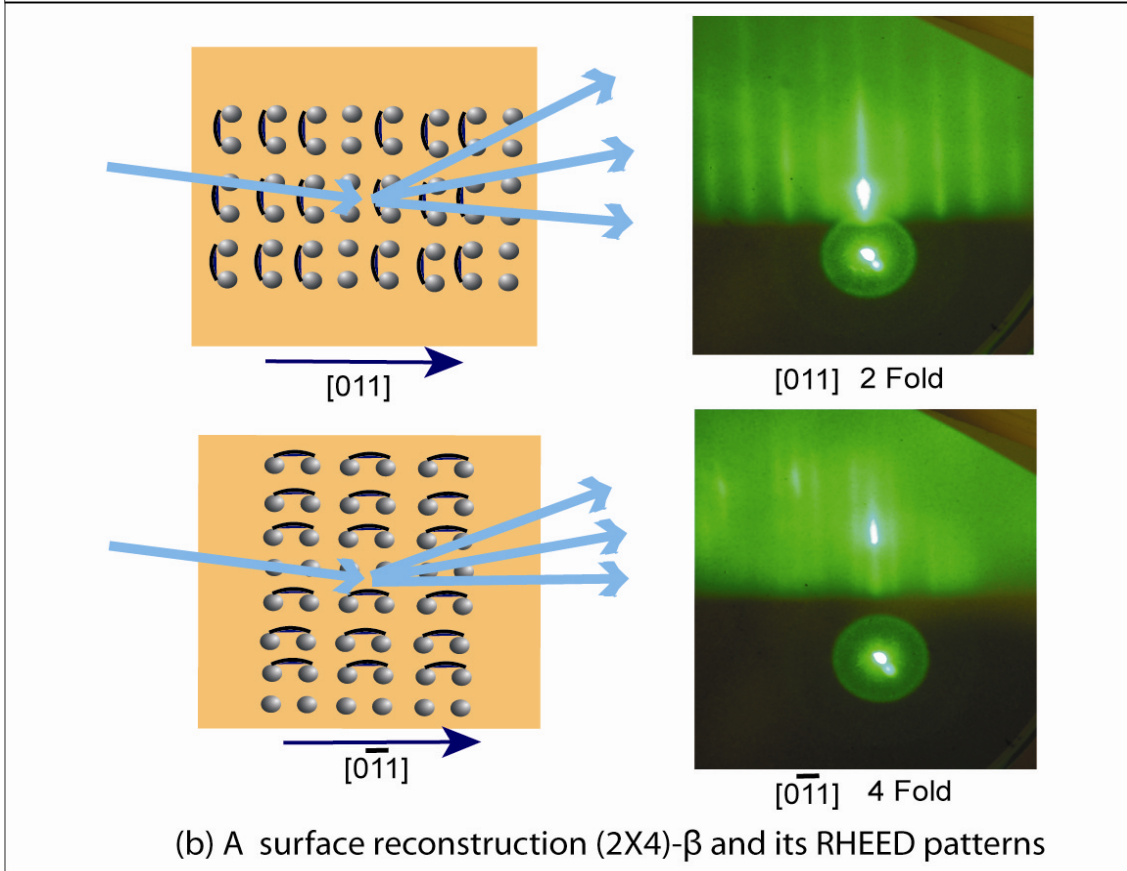 [011]
[011] 2 Fold
[0̅1̅1]
[0̅1̅1] 4 Fold
(b) A surface reconstruction (2X4)-β and its RHEED patterns